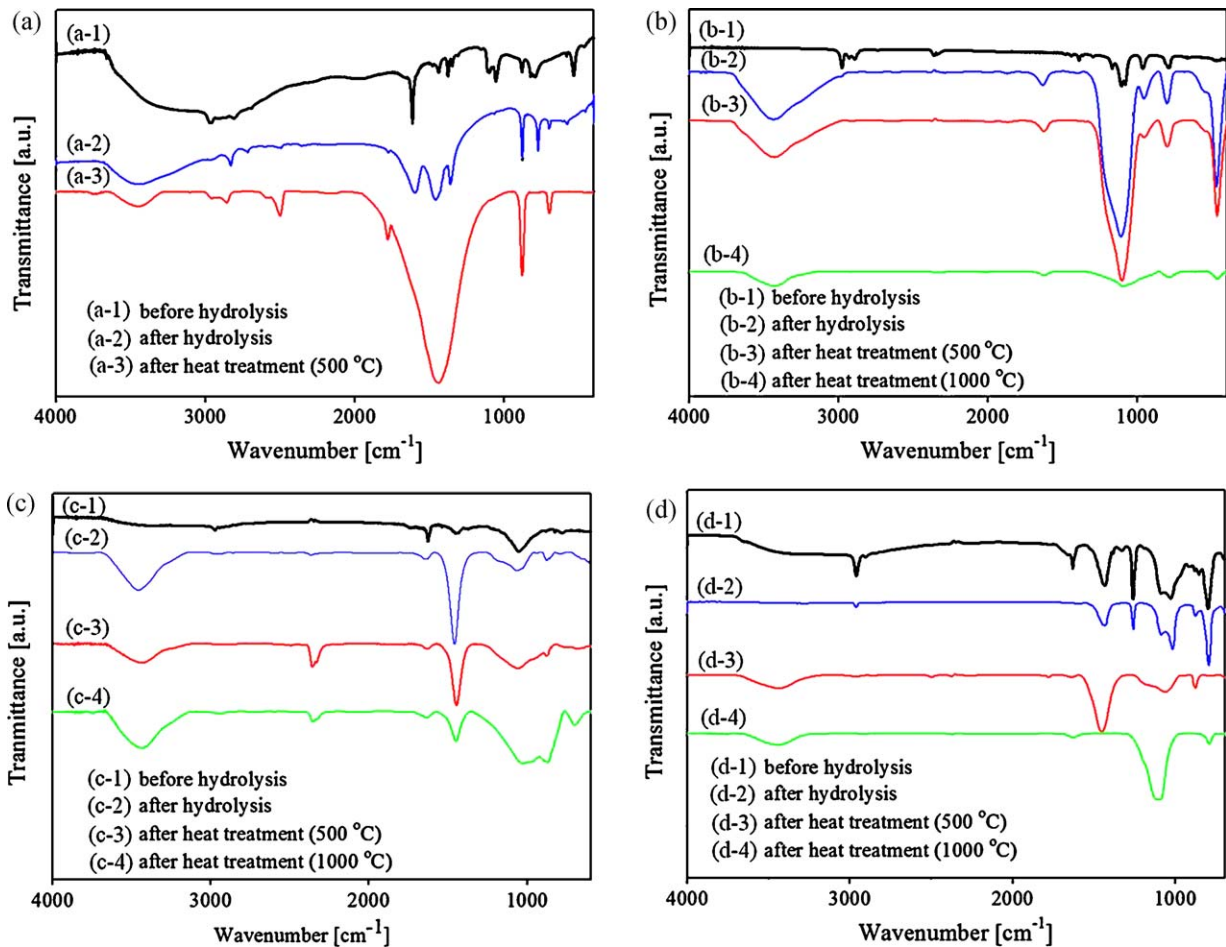 (a)
(a-1)
(a-2)
(a-3)
(a-1) before hydrolysis
(a-2) after hydrolysis
(a-3) after heat treatment (500 °C)
Transmittance [a.u.]
4000 3000 2000 1000
Wavenumber [cm⁻¹]
(b)
(b-1)
(b-2)
(b-3)
(b-4)
(b-1) before hydrolysis
(b-2) after hydrolysis
(b-3) after heat treatment (500 °C)
(b-4) after heat treatment (1000 °C)
Transmittance [a.u.]
4000 3000 2000 1000
Wavenumber [cm⁻¹]
(c)
(c-1)
(c-2)
(c-3)
(c-4)
(c-1) before hydrolysis
(c-2) after hydrolysis
(c-3) after heat treatment (500 °C)
(c-4) after heat treatment (1000 °C)
Tranmittance [a.u.]
4000 3000 2000 1000
Wavenumber [cm⁻¹]
(d)
(d-1)
(d-2)
(d-3)
(d-4)
(d-1) before hydrolysis
(d-2) after hydrolysis
(d-3) after heat treatment (500 °C)
(d-4) after heat treatment (1000 °C)
Transmittance [a.u.]
4000 3000 2000 1000
Wavenumber [cm⁻¹]